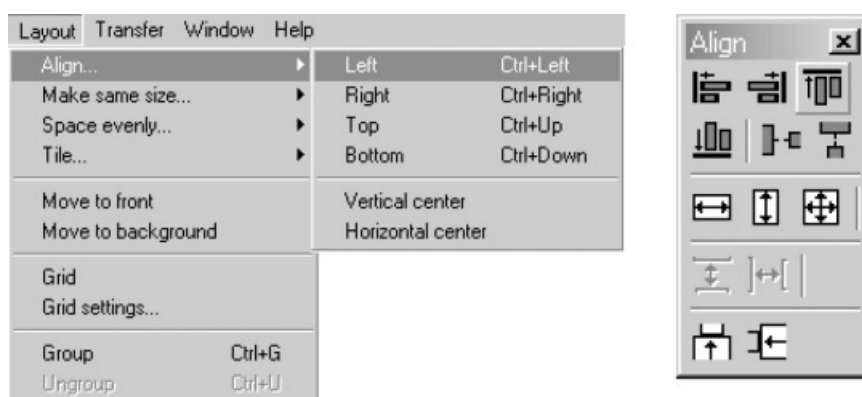 Layout Transfer Window Help
Align...
Make same size...
Space evenly...
Tile...
Move to front
Move to background
Grid
Grid settings...
Group Ctrl+G
Ungroup Ctrl+U
Left Ctrl+Left
Right Ctrl+Right
Top Ctrl+Up
Bottom Ctrl+Down
Vertical center
Horizontal center
Align